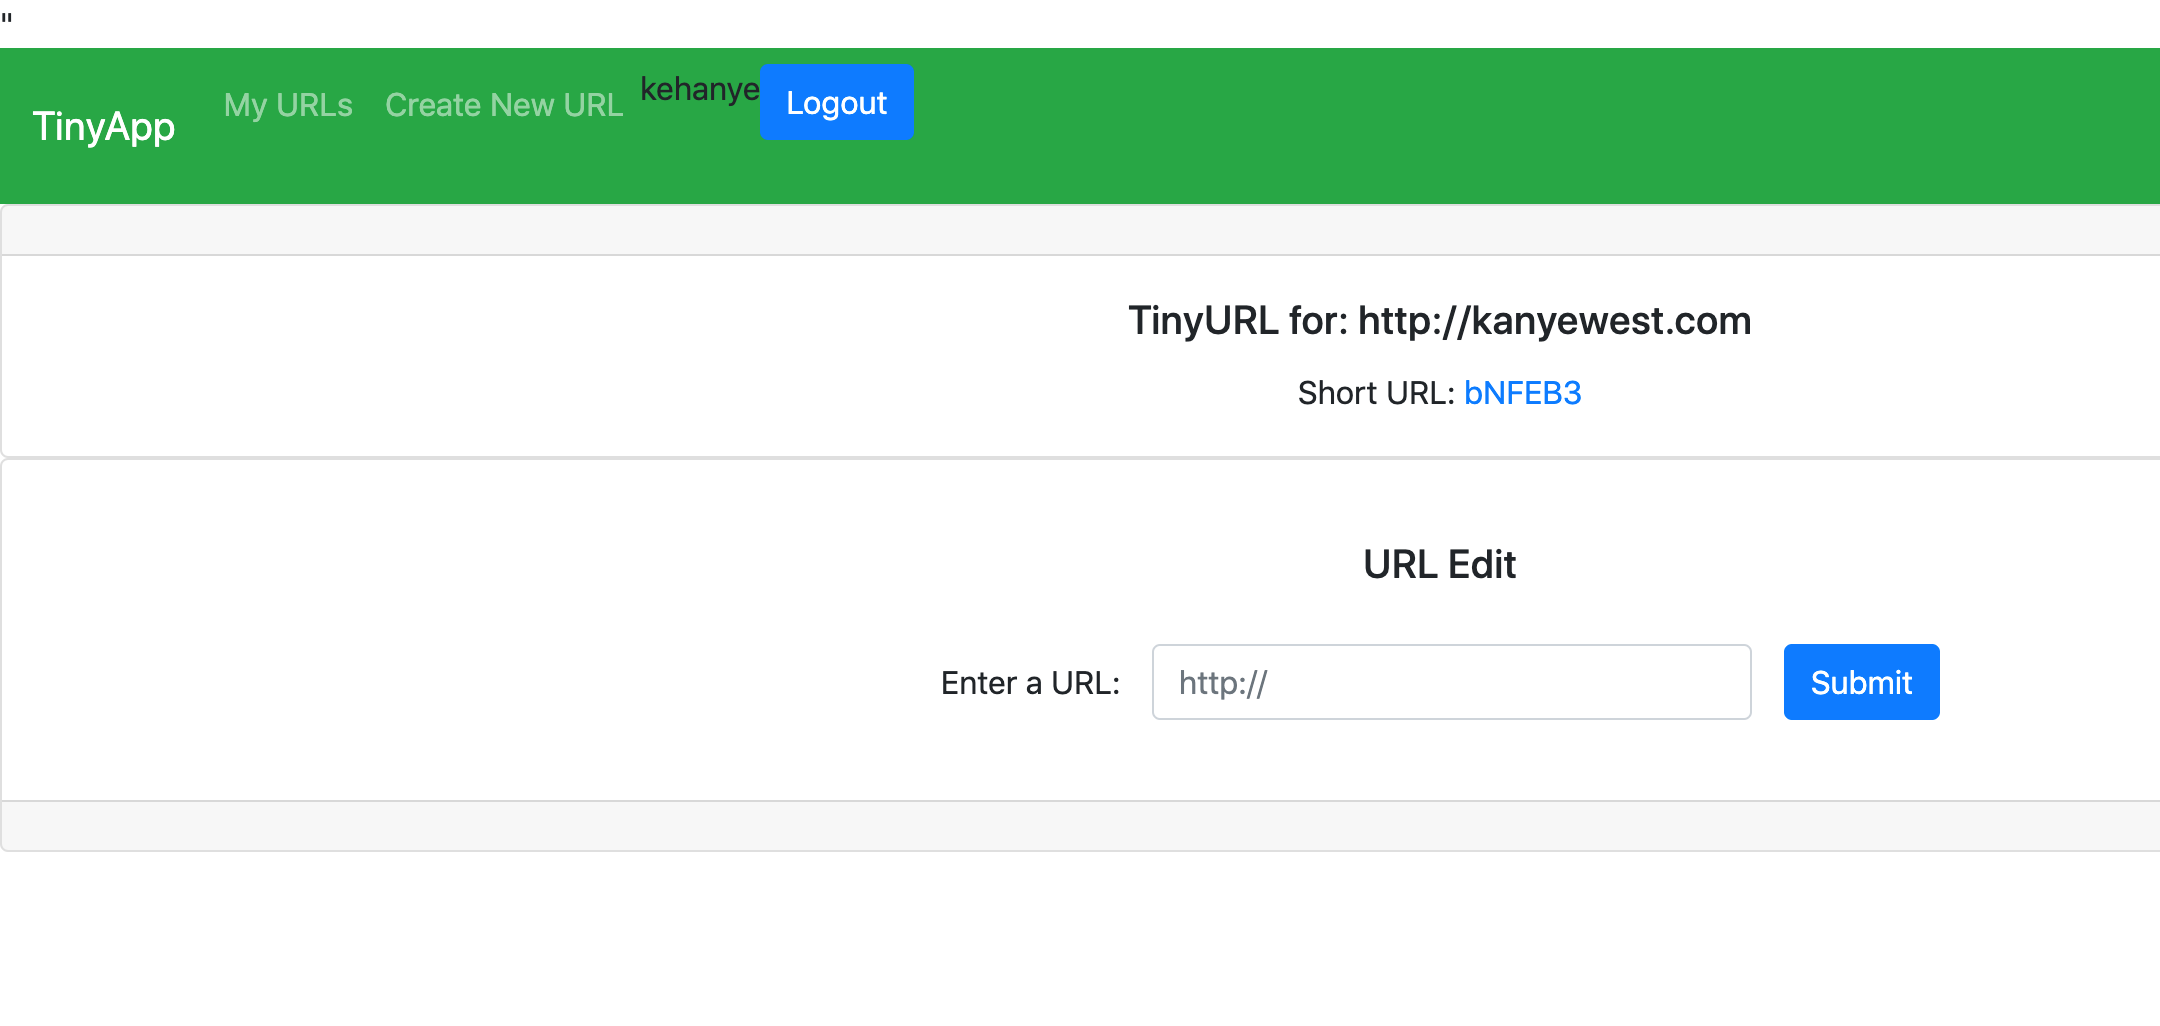 "
TinyApp My URLs Create New URL kehanye Logout
TinyURL for: http://kanyewest.com
Short URL: bNFEB3
URL Edit
Enter a URL: http:// Submit